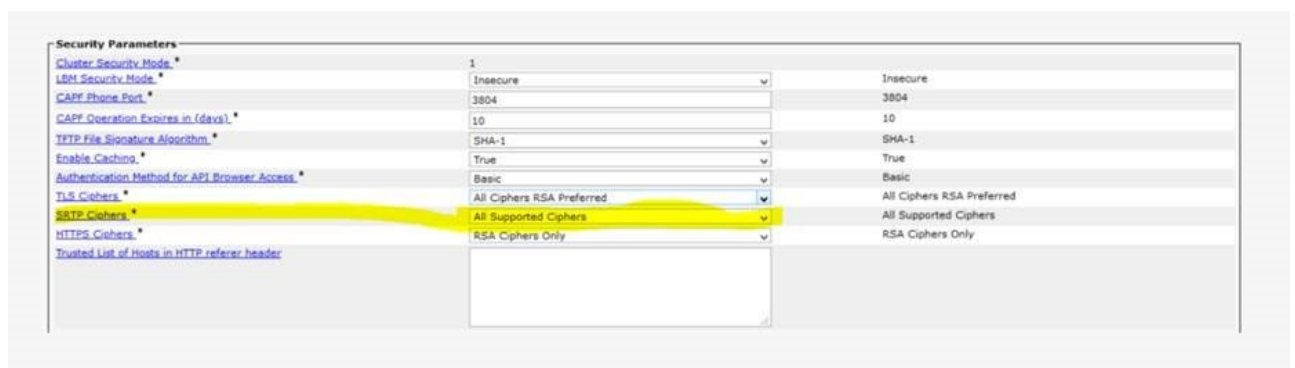 Security Parameters
Cluster Security Mode * 1
LBM Security Mode * Insecure Insecure
CAPF Phone Port * 3804 3804
CAPF Operation Expires in (days) * 10 10
TFTP File Signature Algorithm * SHA-1 SHA-1
Enable Caching * True True
Authentication Method for API Browser Access * Basic Basic
TLS Ciphers * All Ciphers RSA Preferred All Ciphers RSA Preferred
SRTP Ciphers * All Supported Ciphers All Supported Ciphers
HTTPS Ciphers * RSA Ciphers Only RSA Ciphers Only
Trusted List of Hosts in HTTP referer header